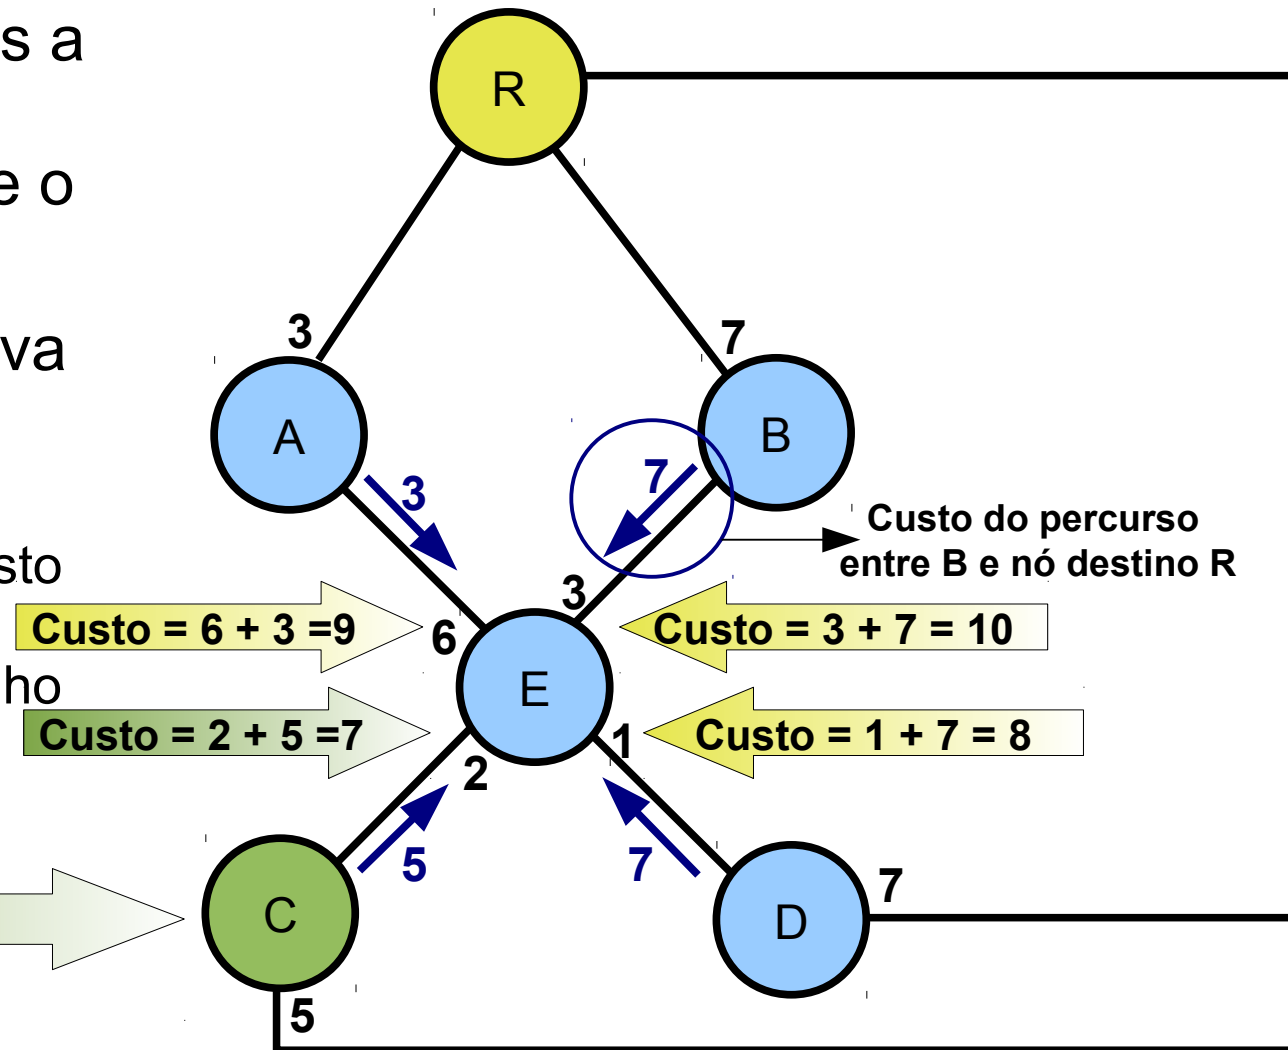 s a
R
e o
3
7
va
A
B
3
7
Custo do percurso
entre B e nó destino R
sto
3
Custo = 6 + 3 =9
6
Custo = 3 + 7 = 10
ho
E
Custo = 2 + 5 =7
1
Custo = 1 + 7 = 8
2
5
7
7
C
D
5